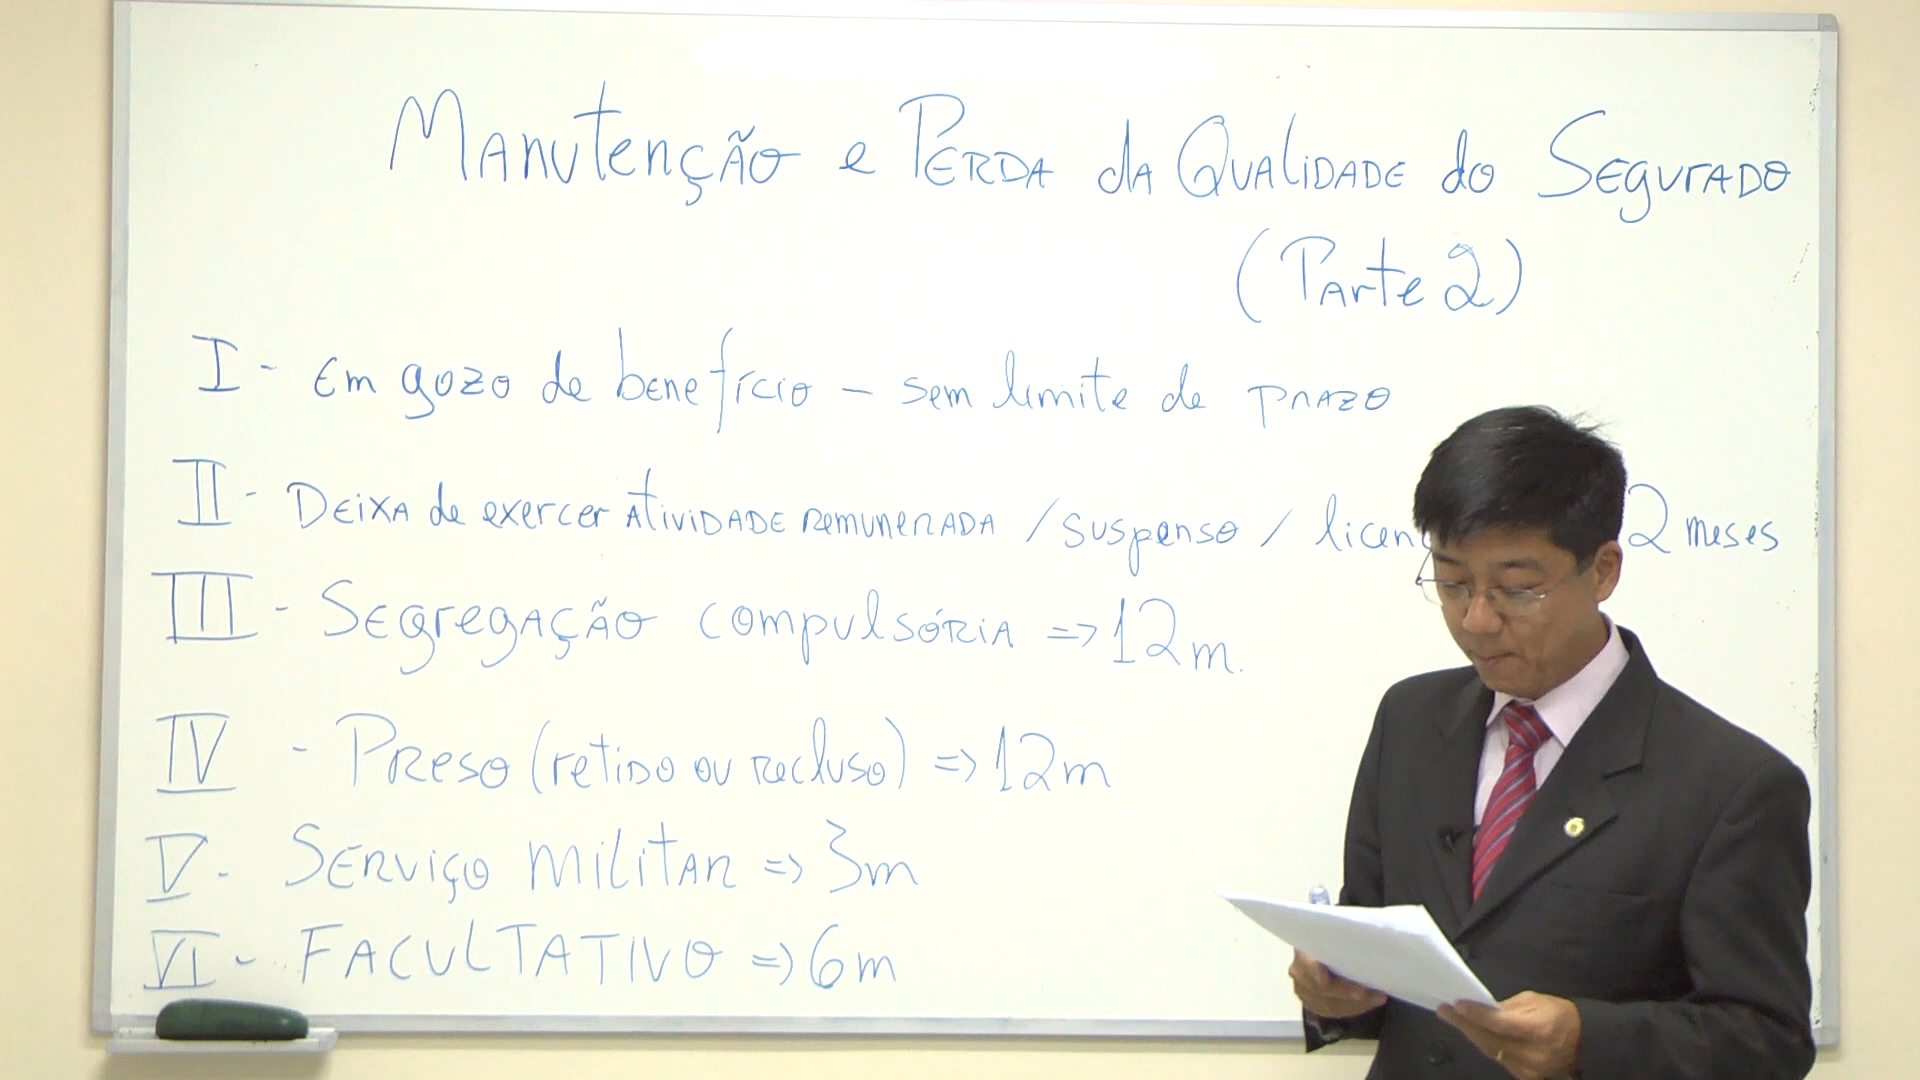 Manutenção e Perda da Qualidade do Segurado
(Parte 2)
I - Em gozo de benefício - sem limite de prazo
II - Deixa de exercer atividade remunerada / suspenso / 2 meses
III - Segregação compulsória => 12m.
IV - Preso (retido ou recluso) => 12m
V - Serviço militar => 3m
VI - FACULTATIVO => 6m